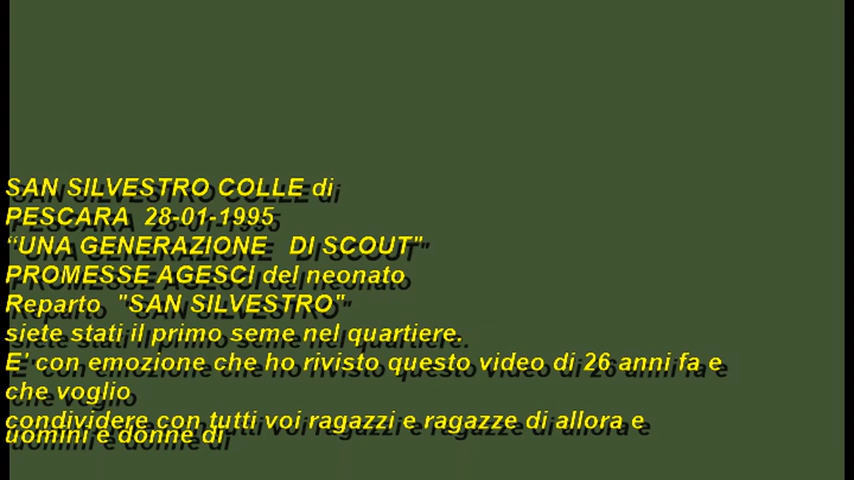 SAN SILVESTRO COLLE di
PESCARA 28-01-1995
“UNA GENERAZIONE DI SCOUT"
PROMESSE AGESCI del neonato
Reparto "SAN SILVESTRO"
siete stati il primo seme nel quartiere.
E' con emozione che ho rivisto questo video di 26 anni fa e
che voglio
condividere con tutti voi ragazzi e ragazze di allora e
uomini e donne di